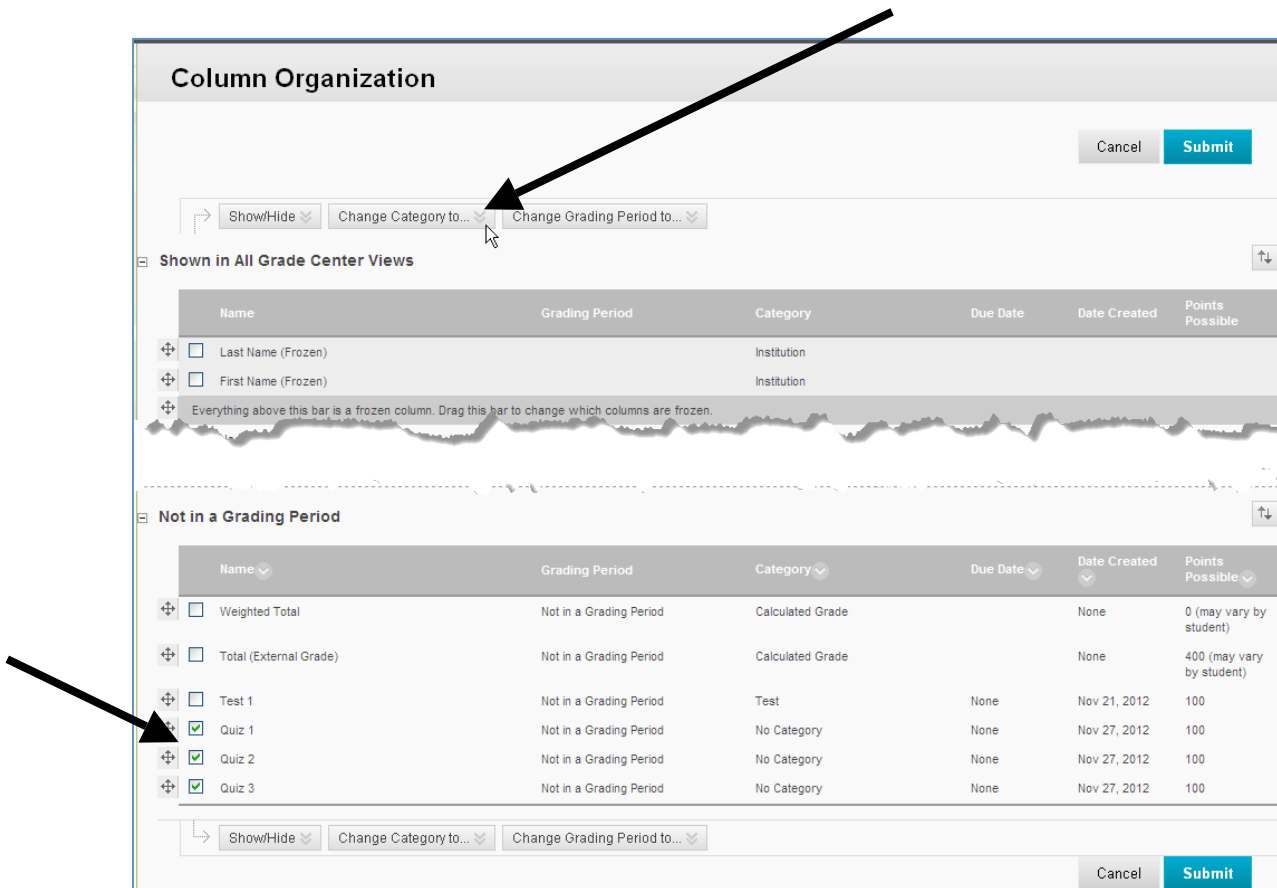 Column Organization
Cancel Submit
Show/Hide Change Category to... Change Grading Period to...
Shown in All Grade Center Views
Name Grading Period Category Due Date Date Created Points Possible
Last Name (Frozen) Institution
First Name (Frozen) Institution
Everything above this bar is a frozen column. Drag this bar to change which columns are frozen.
Not in a Grading Period
Name Grading Period Category Due Date Date Created Points Possible
Weighted Total Not in a Grading Period Calculated Grade None 0 (may vary by student)
Total (External Grade) Not in a Grading Period Calculated Grade None 400 (may vary by student)
Test 1 Not in a Grading Period Test None Nov 21, 2012 100
Quiz 1 Not in a Grading Period No Category None Nov 27, 2012 100
Quiz 2 Not in a Grading Period No Category None Nov 27, 2012 100
Quiz 3 Not in a Grading Period No Category None Nov 27, 2012 100
Show/Hide Change Category to... Change Grading Period to...
Cancel Submit